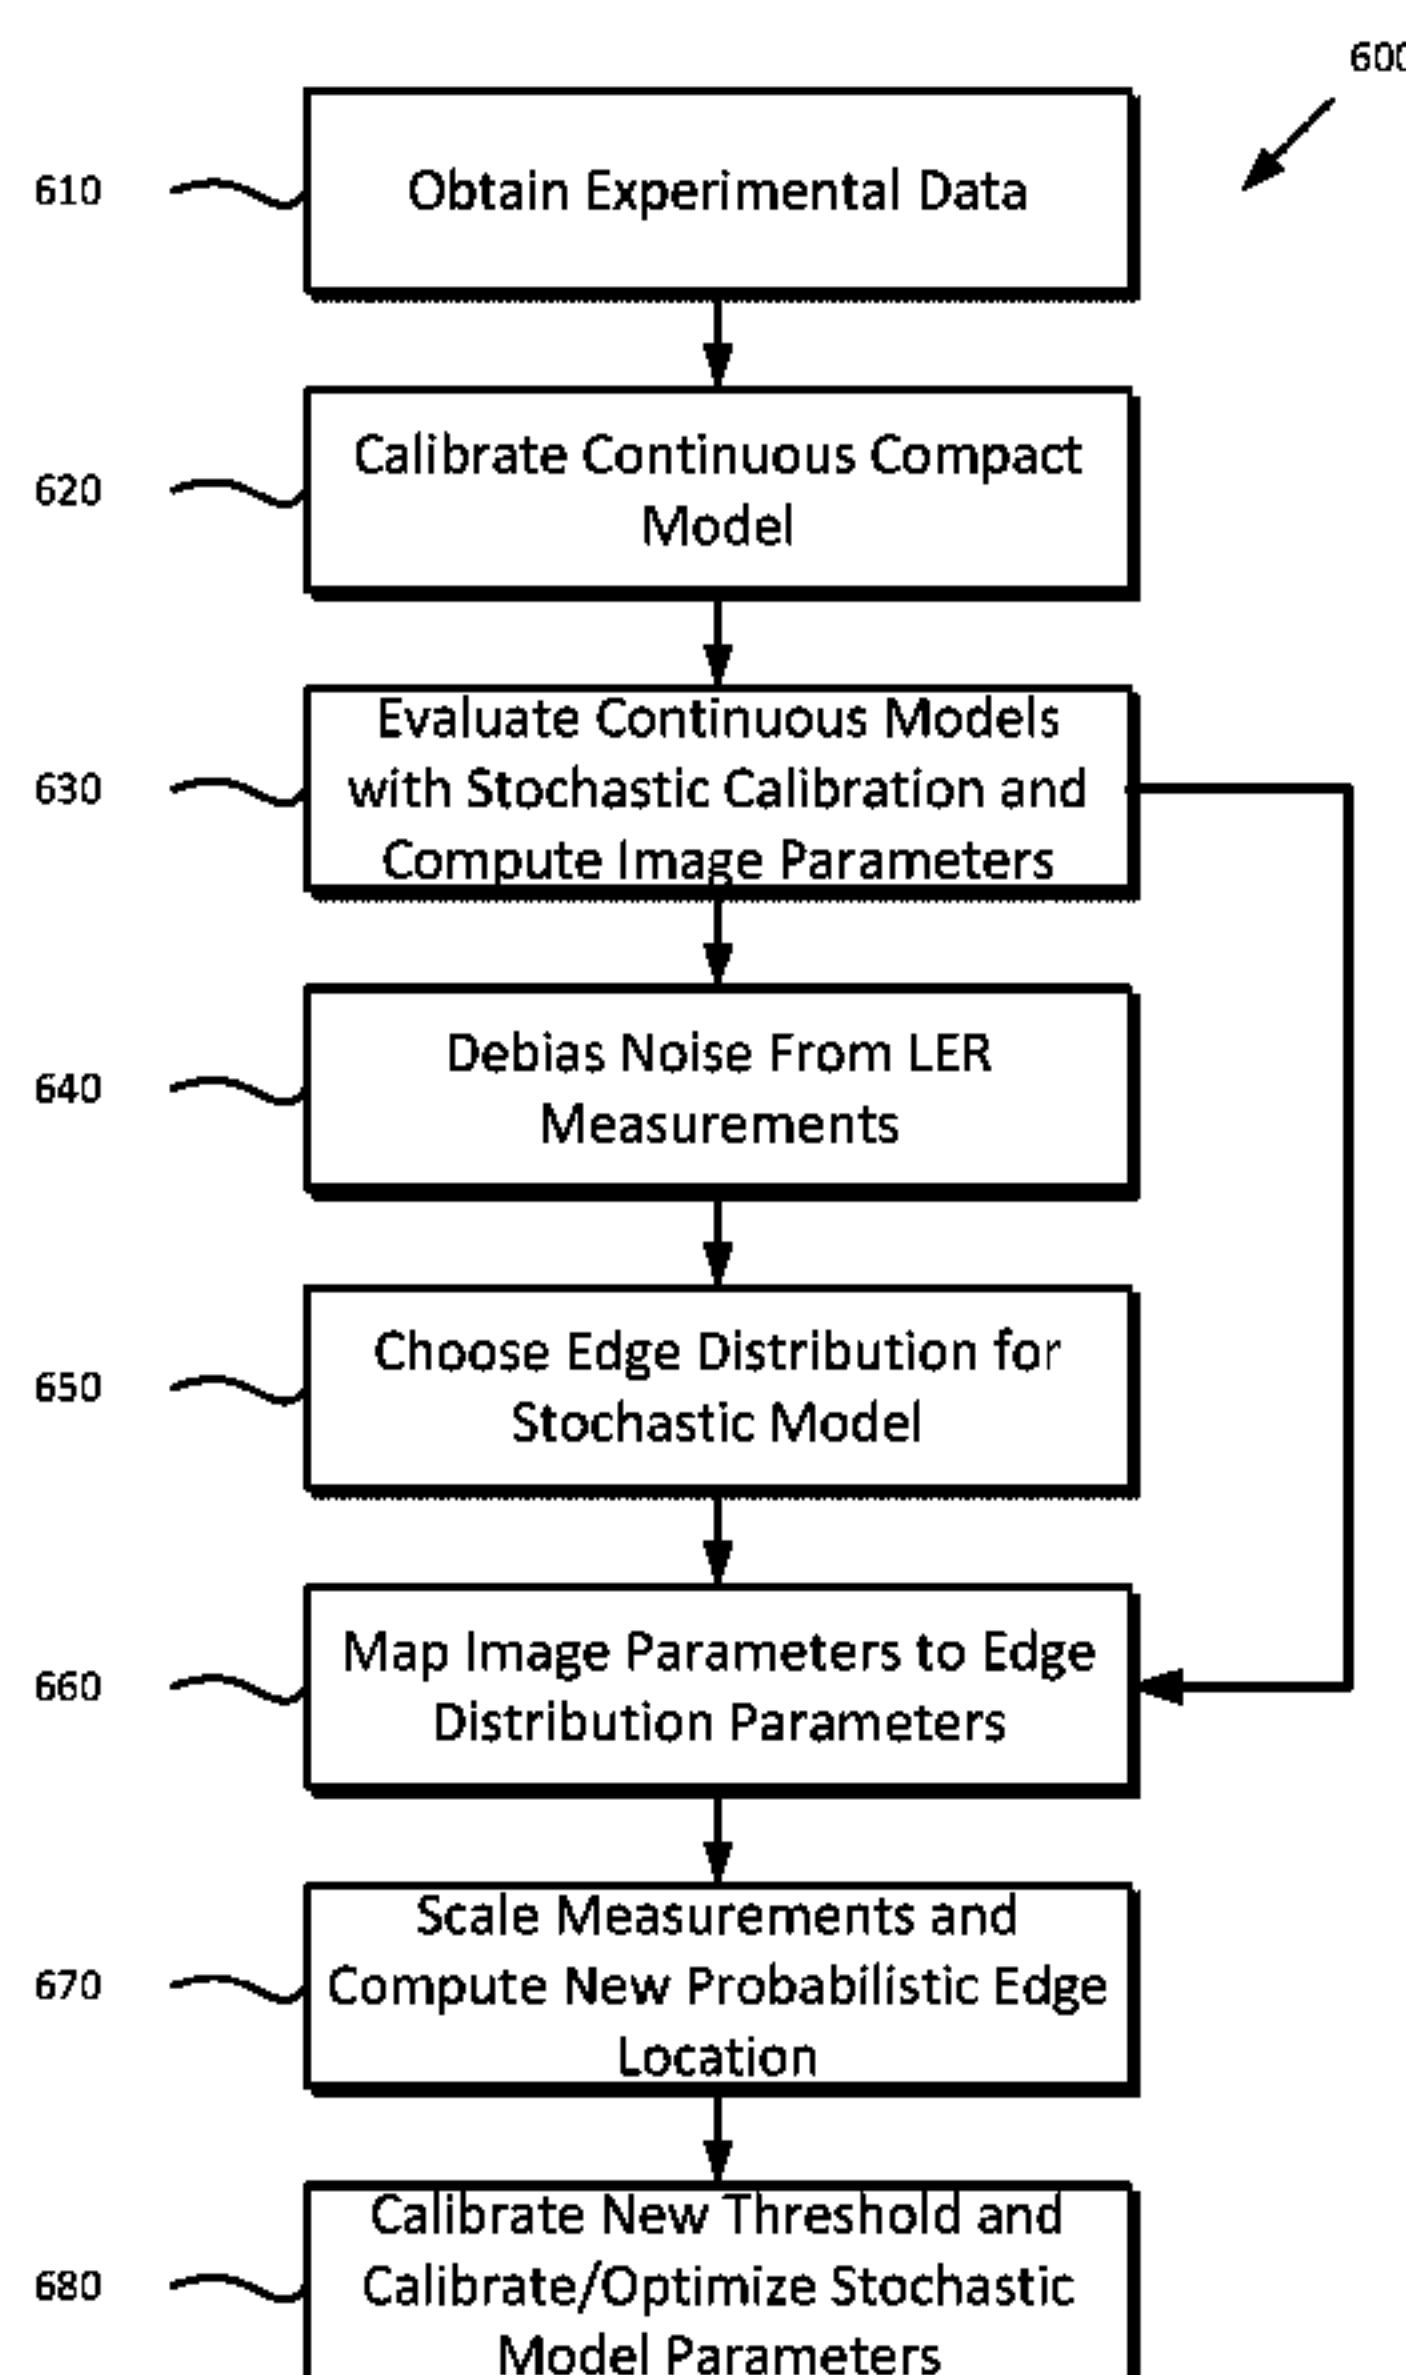 600
610
Obtain Experimental Data
620
Calibrate Continuous Compact
Model
630
Evaluate Continuous Models
with Stochastic Calibration and
Compute Image Parameters
640
Debias Noise From LER
Measurements
650
Choose Edge Distribution for
Stochastic Model
660
Map Image Parameters to Edge
Distribution Parameters
670
Scale Measurements and
Compute New Probabilistic Edge
Location
680
Calibrate New Threshold and
Calibrate/Optimize Stochastic
Model Parameters